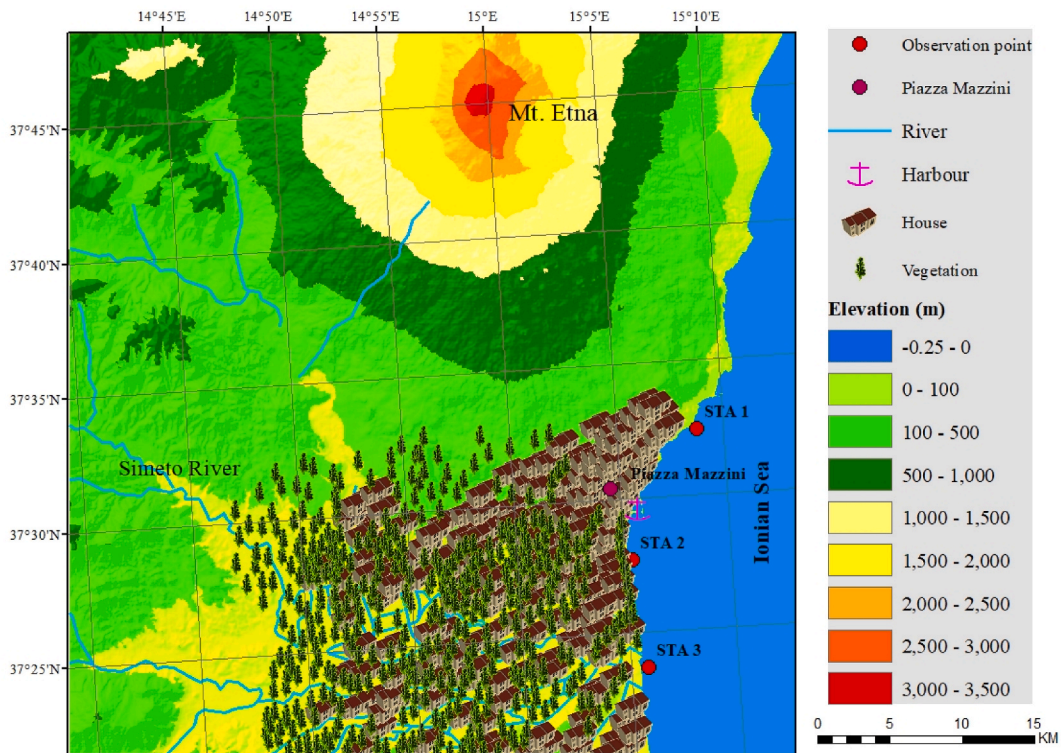 14°45'E 14°50'E 14°55'E 15°E 15°5'E 15°10'E
37°45'N
37°40'N
37°35'N
37°30'N
37°25'N
Mt. Etna
STA 1
Simeto River
Piazza Mazzini
Ionian Sea
STA 2
STA 3
Observation point
Piazza Mazzini
River
Harbour
House
Vegetation
Elevation (m)
-0.25 - 0
0 - 100
100 - 500
500 - 1,000
1,000 - 1,500
1,500 - 2,000
2,000 - 2,500
2,500 - 3,000
3,000 - 3,500
0 5 10 15
KM